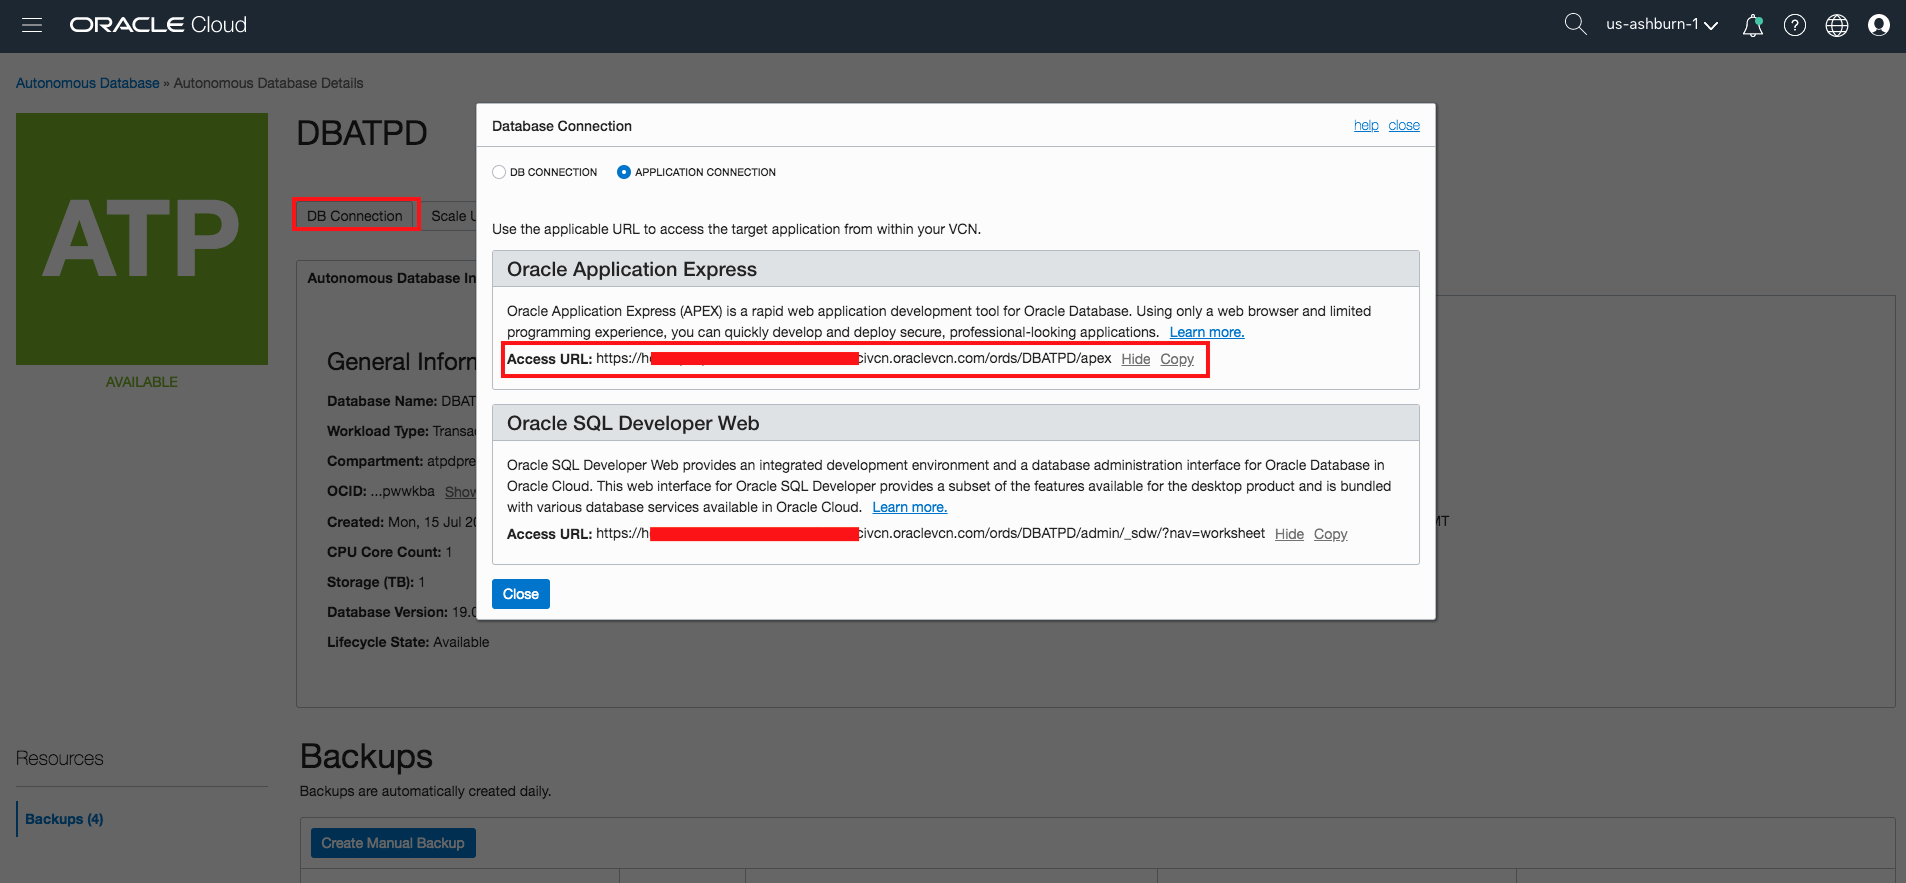 ORACLE Cloud
us-ashburn-1
Autonomous Database » Autonomous Database Details
ATP
AVAILABLE
DBATPD
DB Connection
Scale U
Autonomous Database In
General Inforn
Database Name: DBAT
Workload Type: Transa
Compartment: atpdpre
OCID: ...pwwkba Show
Created: Mon, 15 Jul 20
CPU Core Count: 1
Storage (TB): 1
Database Version: 19.
Lifecycle State: Available
MT
Database Connection
help close
DB CONNECTION
APPLICATION CONNECTION
Use the applicable URL to access the target application from within your VCN.
Oracle Application Express
Oracle Application Express (APEX) is a rapid web application development tool for Oracle Database. Using only a web browser and limited
programming experience, you can quickly develop and deploy secure, professional-looking applications. Learn more.
Access URL: https://h civcn.oraclevcn.com/ords/DBATPD/apex Hide Copy
Oracle SQL Developer Web
Oracle SQL Developer Web provides an integrated development environment and a database administration interface for Oracle Database in
Oracle Cloud. This web interface for Oracle SQL Developer provides a subset of the features available for the desktop product and is bundled
with various database services available in Oracle Cloud. Learn more.
Access URL: https://h civcn.oraclevcn.com/ords/DBATPD/admin/_sdw/?nav=worksheet Hide Copy
Close
Resources
Backups (4)
Backups
Backups are automatically created daily.
Create Manual Backup